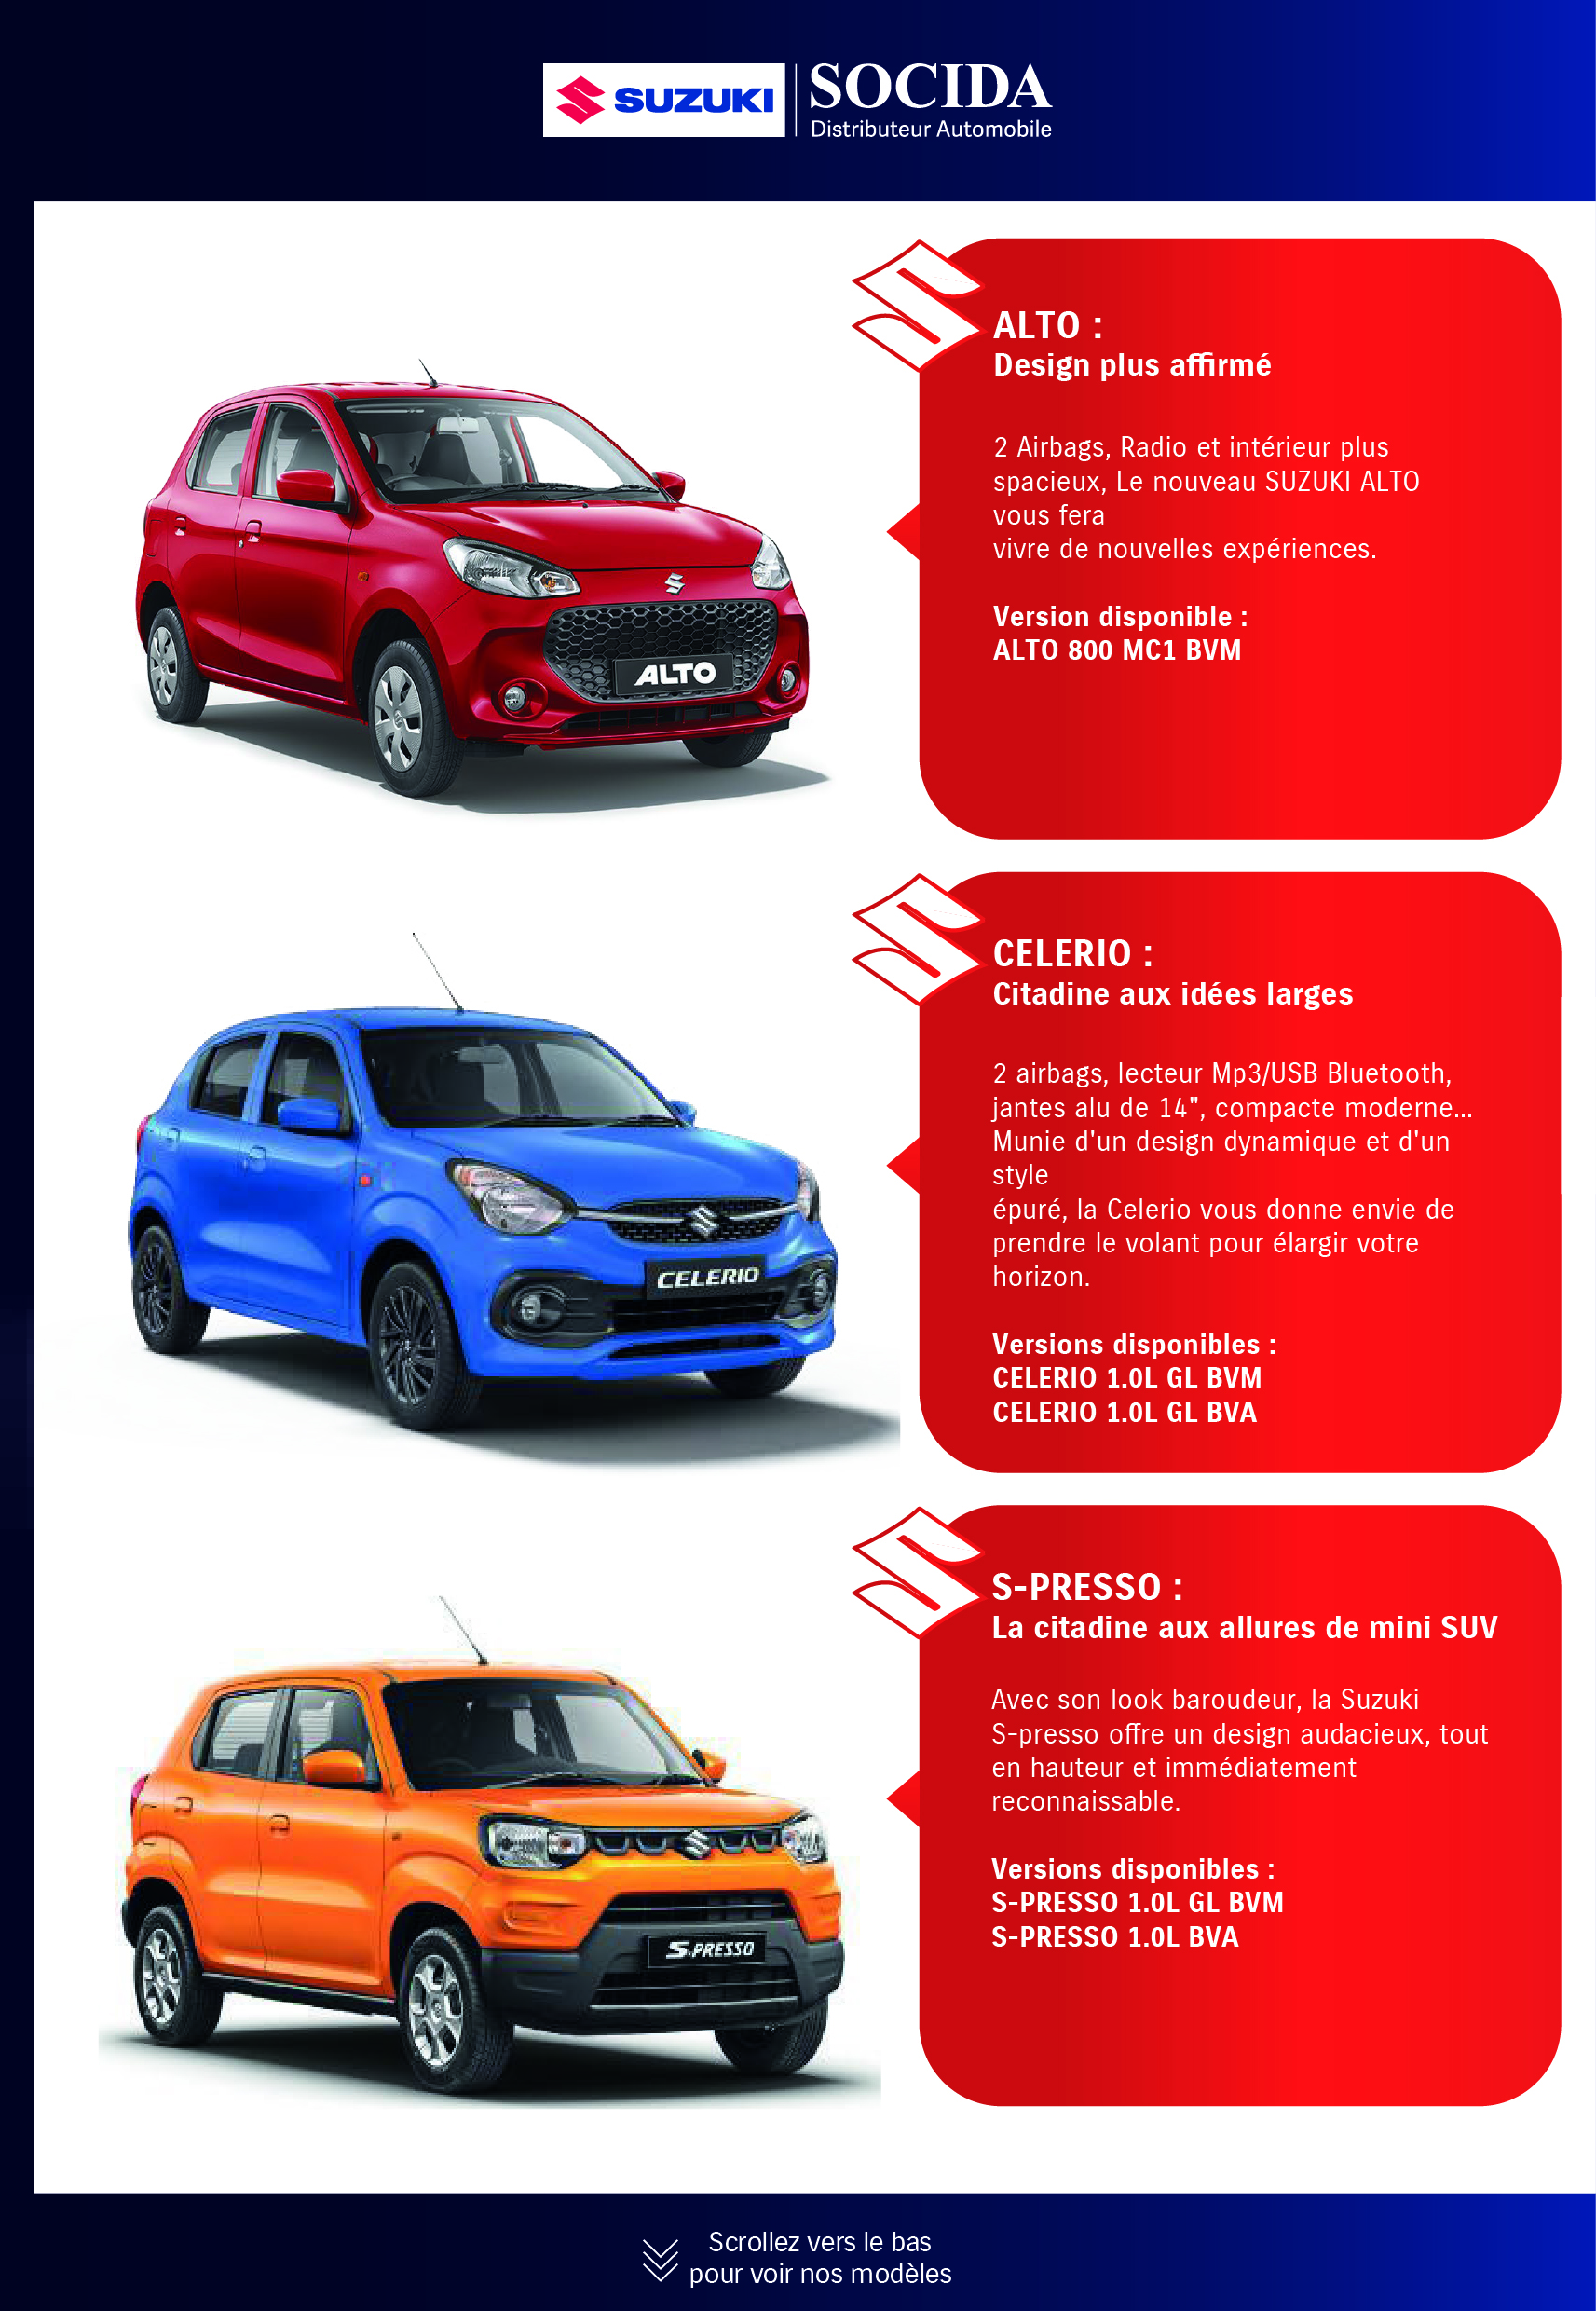 SUZUKI
SOCIDA
Distributeur Automobile
ALTO :
Design plus affirmé
2 Airbags, Radio et intérieur plus
spacieux, Le nouveau SUZUKI ALTO
vous fera
vivre de nouvelles expériences.
Version disponible :
ALTO 800 MC1 BVM
ALTO
CELERIO :
Citadine aux idées larges
2 airbags, lecteur Mp3/USB Bluetooth,
jantes alu de 14", compacte moderne...
Munie d'un design dynamique et d'un
style
épuré, la Celerio vous donne envie de
prendre le volant pour élargir votre
horizon.
Versions disponibles :
CELERIO 1.0L GL BVM
CELERIO 1.0L GL BVA
CELERIO
S-PRESSO :
La citadine aux allures de mini SUV
Avec son look baroudeur, la Suzuki
S-presso offre un design audacieux, tout
en hauteur et immédiatement
reconnaissable.
Versions disponibles :
S-PRESSO 1.0L GL BVM
S-PRESSO 1.0L BVA
S-PRESSO
Scrollez vers le bas
pour voir nos modèles